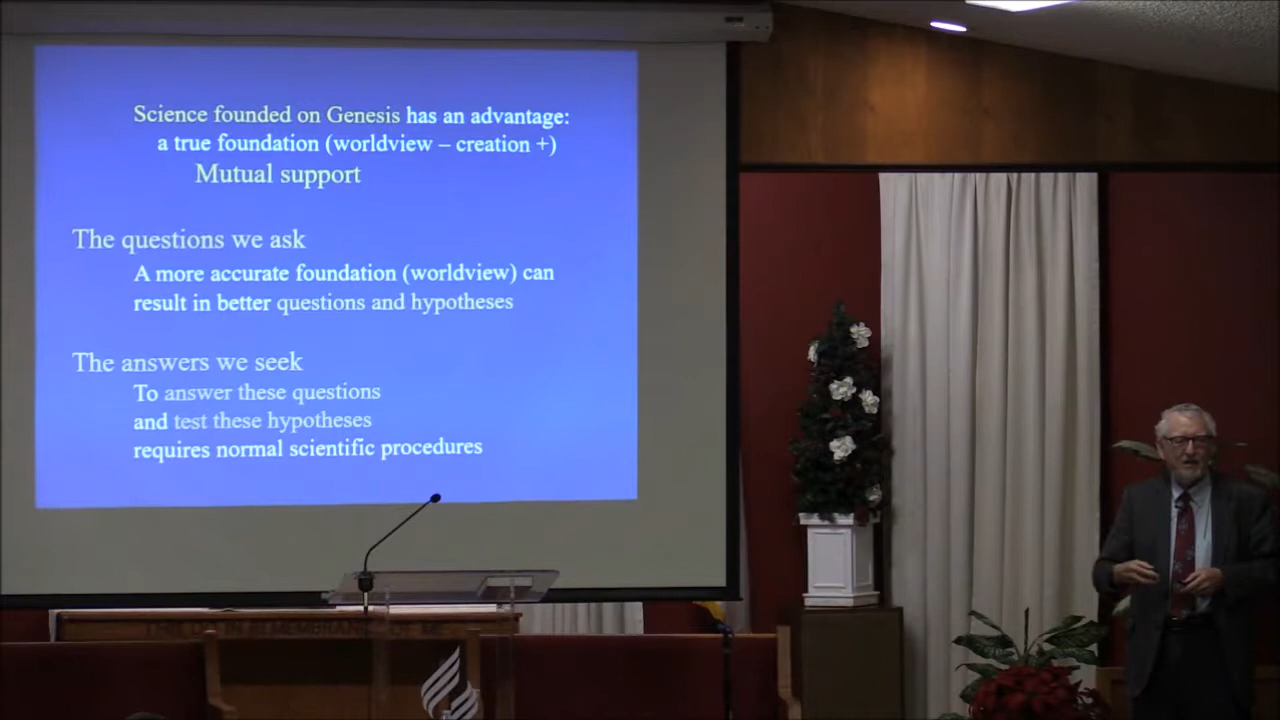 Science founded on Genesis has an advantage:
a true foundation (worldview – creation +)
Mutual support
The questions we ask
A more accurate foundation (worldview) can
result in better questions and hypotheses
The answers we seek
To answer these questions
and test these hypotheses
requires normal scientific procedures